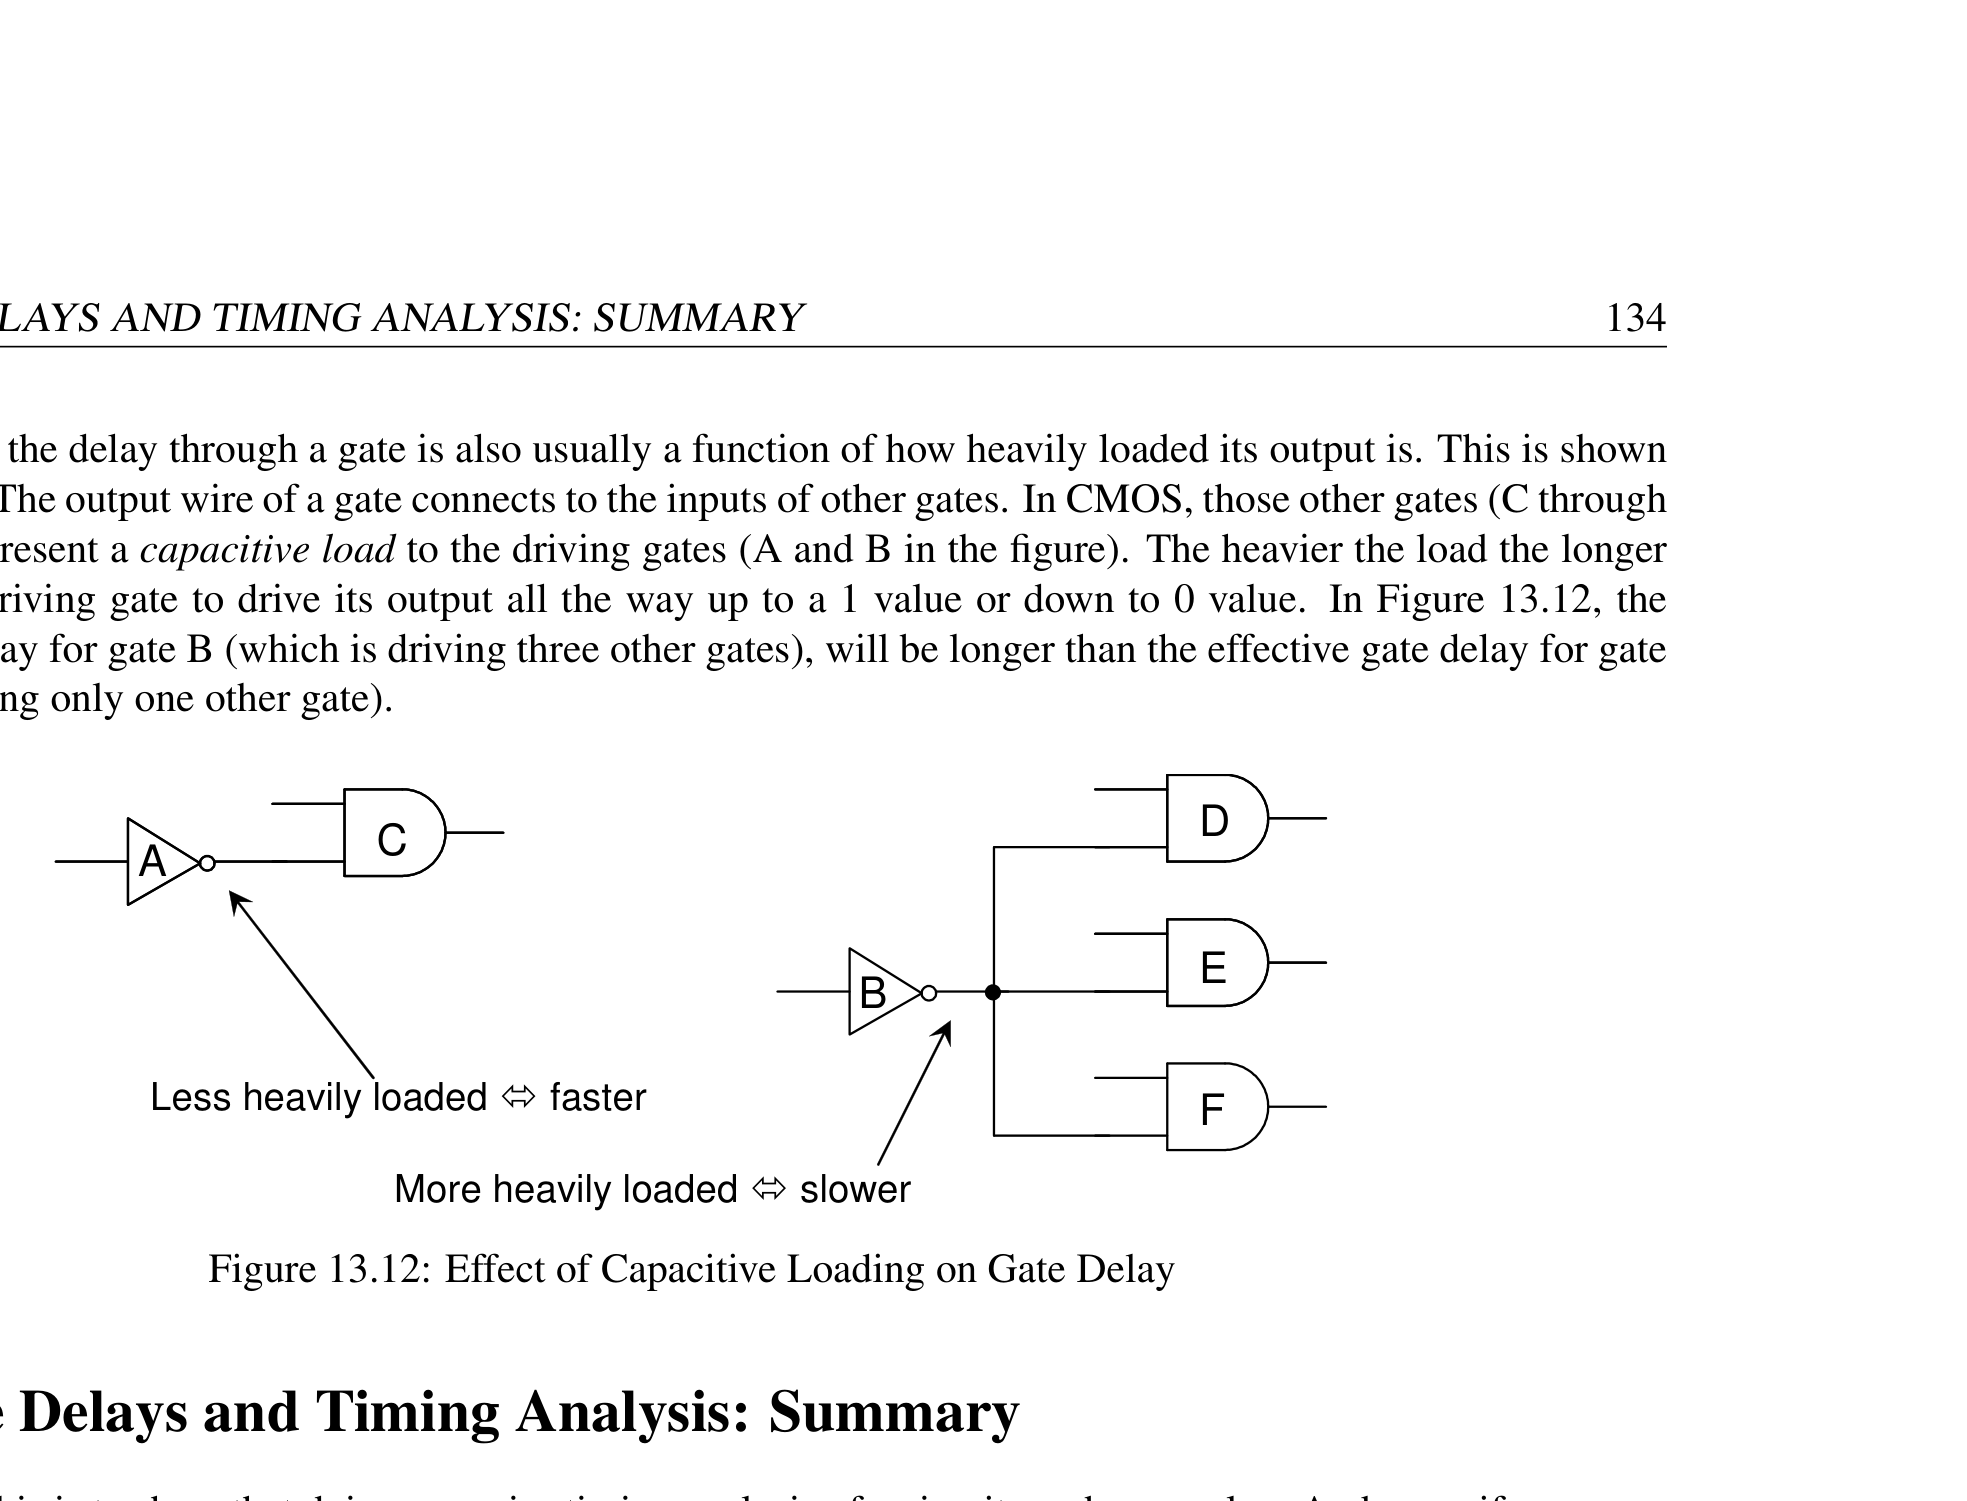 LAYS AND TIMING ANALYSIS: SUMMARY 134
the delay through a gate is also usually a function of how heavily loaded its output is. This is shown
The output wire of a gate connects to the inputs of other gates. In CMOS, those other gates (C through
resent a capacitive load to the driving gates (A and B in the figure). The heavier the load the longer
riving gate to drive its output all the way up to a 1 value or down to 0 value. In Figure 13.12, the
ay for gate B (which is driving three other gates), will be longer than the effective gate delay for gate
ng only one other gate).
A
C
D
B
E
F
Less heavily loaded ⬄ faster
More heavily loaded ⬄ slower
Figure 13.12: Effect of Capacitive Loading on Gate Delay
e Delays and Timing Analysis: Summary